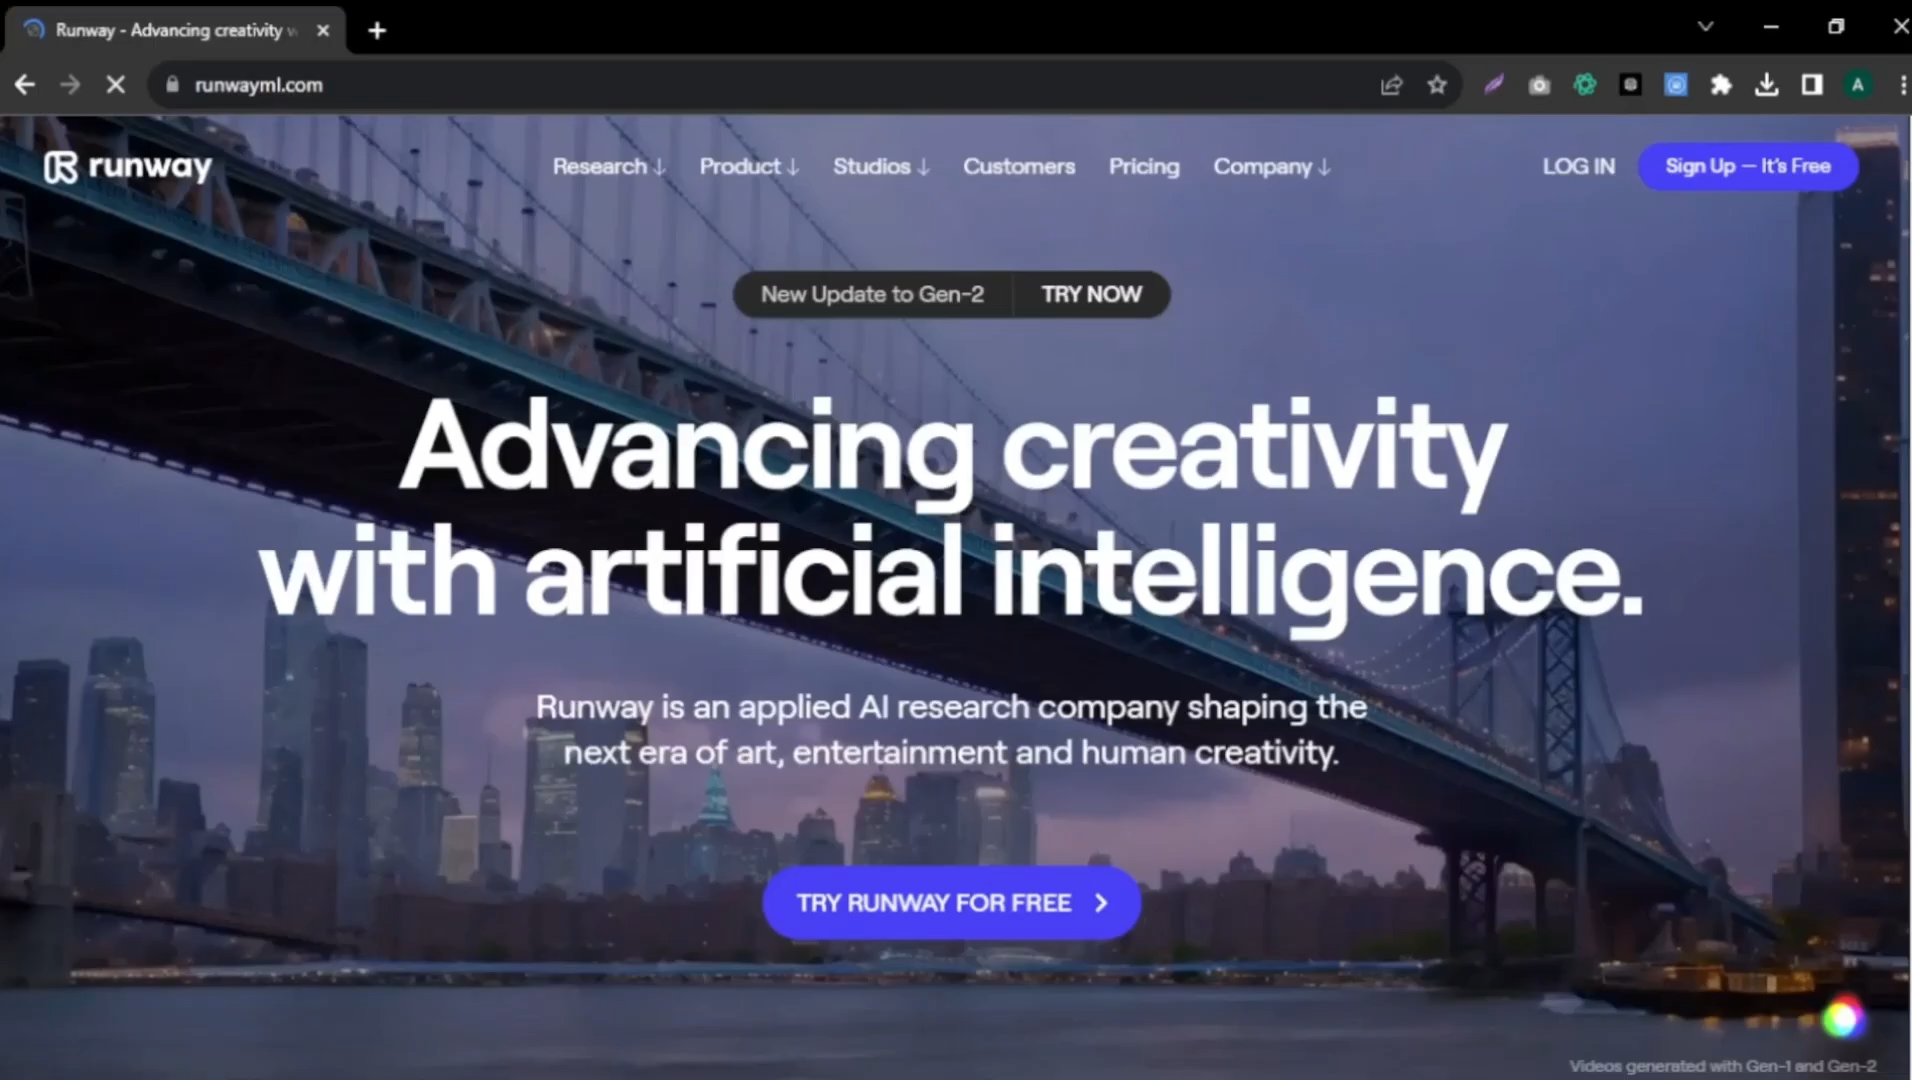 Runway - Advancing creativity w
runwayml.com
A
runway
Research ↓ Product ↓ Studios ↓ Customers Pricing Company ↓ LOG IN Sign Up — It's Free
New Update to Gen-2 TRY NOW
Advancing creativity
with artificial intelligence.
Runway is an applied AI research company shaping the
next era of art, entertainment and human creativity.
TRY RUNWAY FOR FREE
Videos generated with Gen-1 and Gen-2